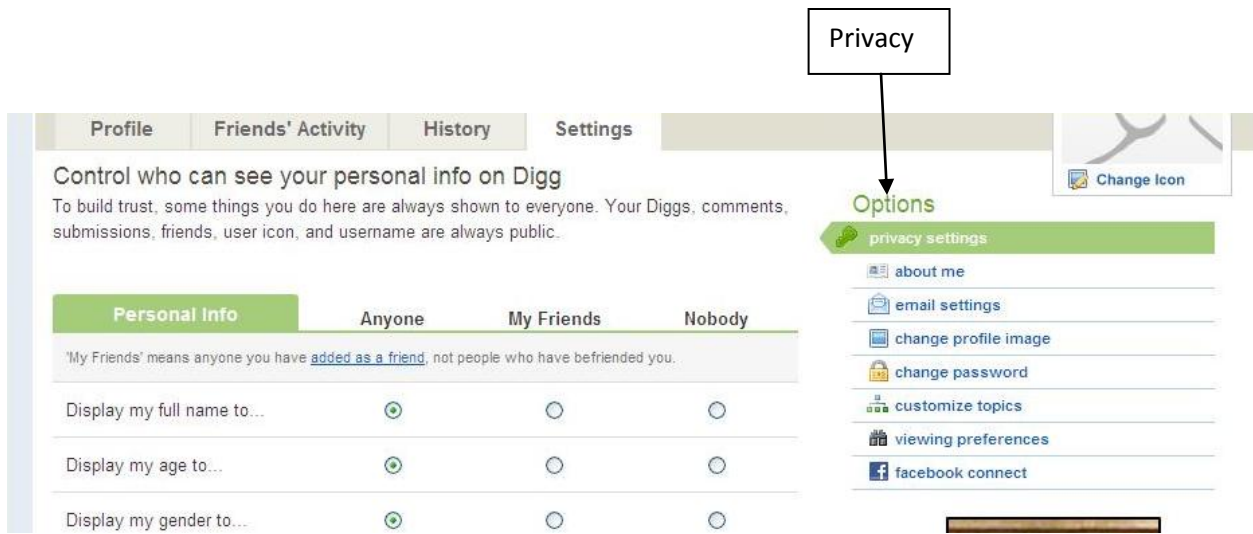 Privacy
Profile Friends' Activity History Settings
Control who can see your personal info on Digg
To build trust, some things you do here are always shown to everyone. Your Diggs, comments,
submissions, friends, user icon, and username are always public.
Personal Info Anyone My Friends Nobody
'My Friends' means anyone you have added as a friend, not people who have befriended you.
Display my full name to...
Display my age to...
Display my gender to...
Change Icon
Options
privacy settings
about me
email settings
change profile image
change password
customize topics
viewing preferences
facebook connect